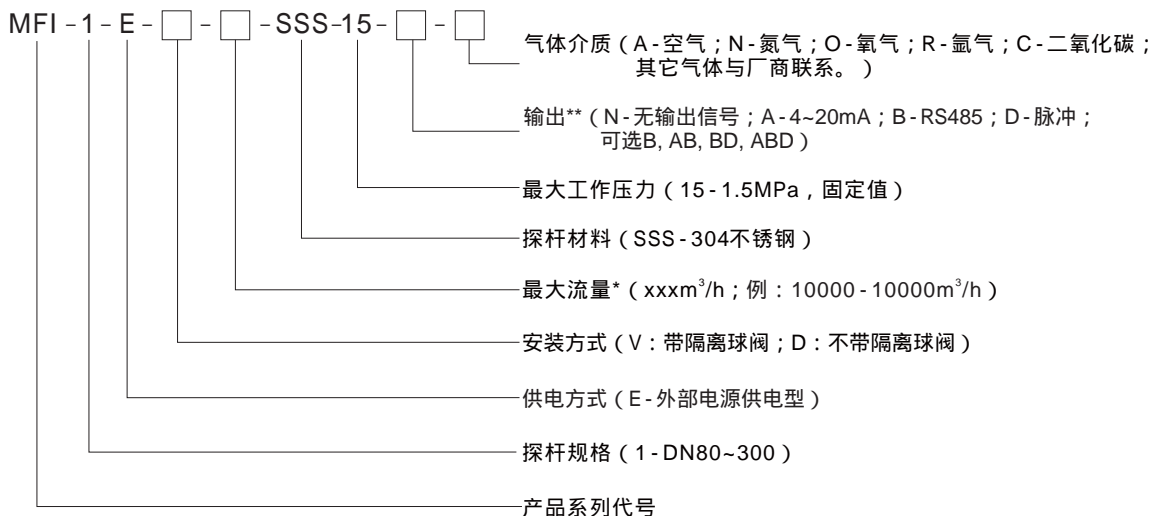 MFI-1-E-□-□-SSS-15-□-□
气体介质（A-空气；N-氮气；O-氧气；R-氩气；C-二氧化碳；
其它气体与厂商联系。）
输出**（N-无输出信号；A-4~20mA；B-RS485；D-脉冲；
可选B, AB, BD, ABD）
最大工作压力（15-1.5MPa，固定值）
探杆材料（SSS-304不锈钢）
最大流量*（xxxm³/h；例：10000-10000m³/h）
安装方式（V：带隔离球阀；D：不带隔离球阀）
供电方式（E-外部电源供电型）
探杆规格（1-DN80~300）
产品系列代号